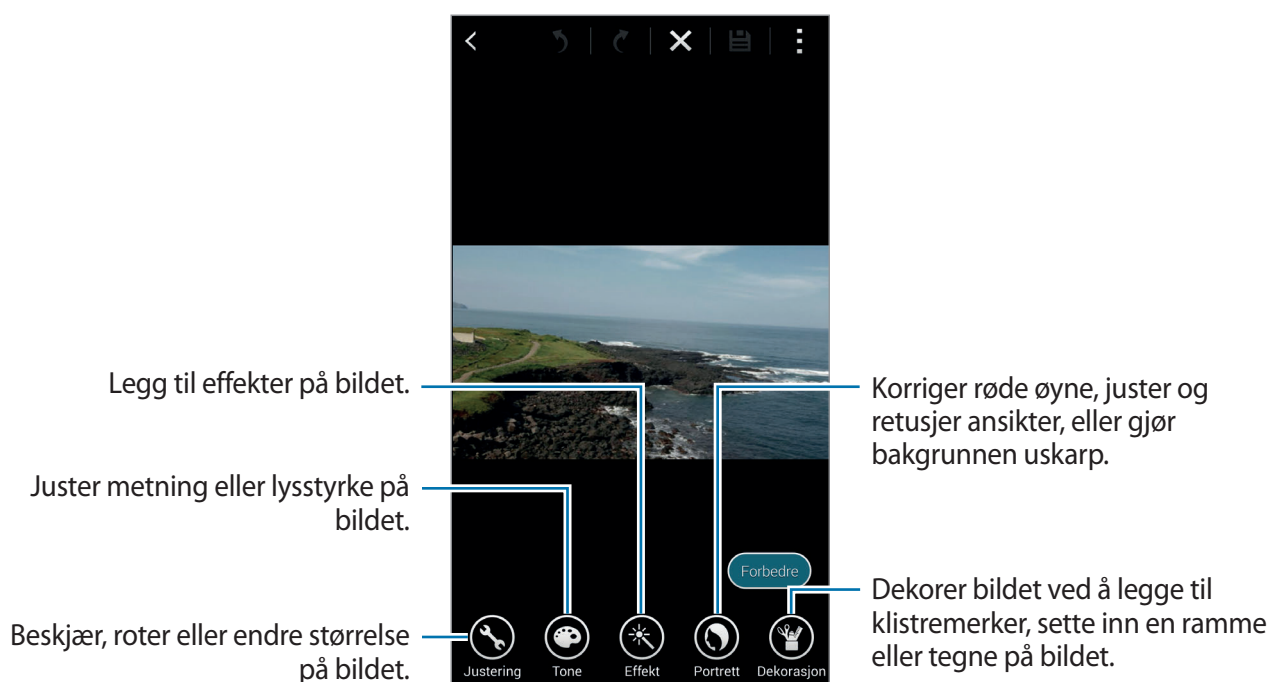 Legg til effekter på bildet.
Juster metning eller lysstyrke på
bildet.
Beskjær, roter eller endre størrelse
på bildet.
Korriger røde øyne, juster og
retusjer ansikter, eller gjør
bakgrunnen uskarp.
Forbedre
Dekorer bildet ved å legge til
klistremerker, sette inn en ramme
eller tegne på bildet.
Justering
Tone
Effekt
Portrett
Dekorasjon